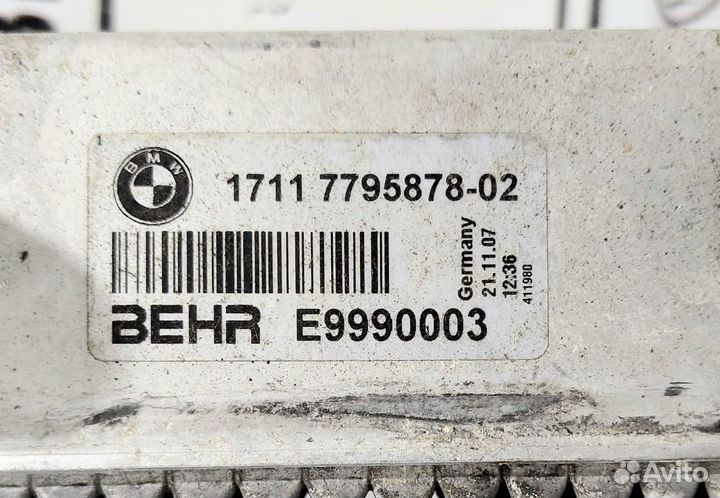 BMW
1711 7795878-02
Germany
21.11.07
12:36
411980
BEHR E9990003
Avito